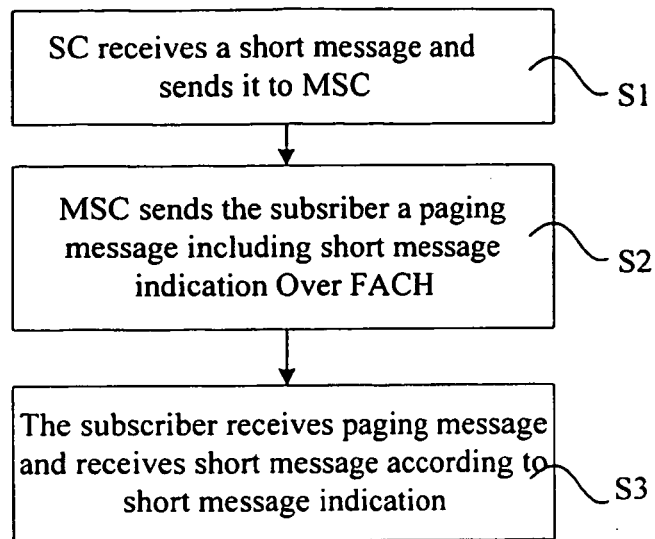 SC receives a short message and
sends it to MSC
S1
MSC sends the subsriber a paging
message including short message
indication Over FACH
S2
The subscriber receives paging message
and receives short message according to
short message indication
S3